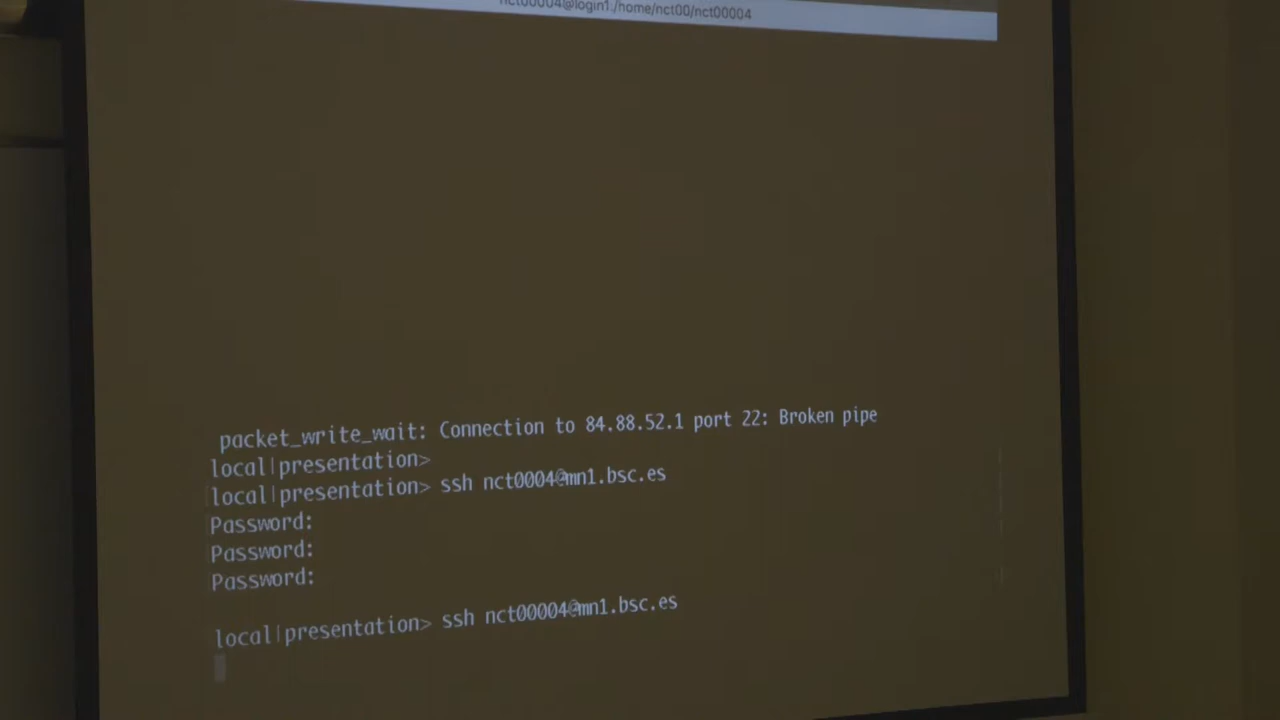 nct00004@login1:/home/nct00/nct00004
packet_write_wait: Connection to 84.88.52.1 port 22: Broken pipe
local|presentation>
local|presentation> ssh nct0004@mn1.bsc.es
Password:
Password:
Password:
local|presentation> ssh nct00004@mn1.bsc.es